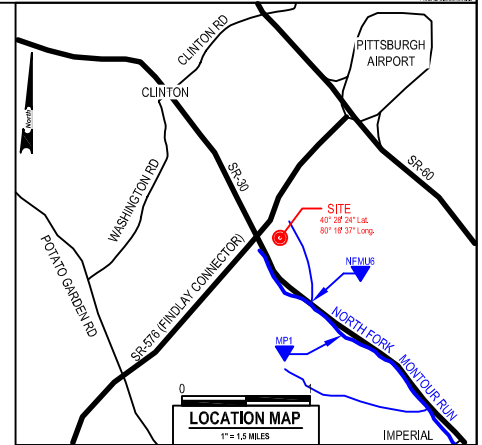 CLINTON RD
PITTSBURGH
AIRPORT
CLINTON
North
SR-60
WASHINGTON RD
SR-30
SITE
40° 28' 24" Lat.
80° 16' 37" Long.
POTATO GARDEN RD
SR-576 (FINDLAY CONNECTOR)
NFMU6
NORTH FORK MONTOUR RUN
MP1
0 1
LOCATION MAP
1" = 1.5 MILES
IMPERIAL